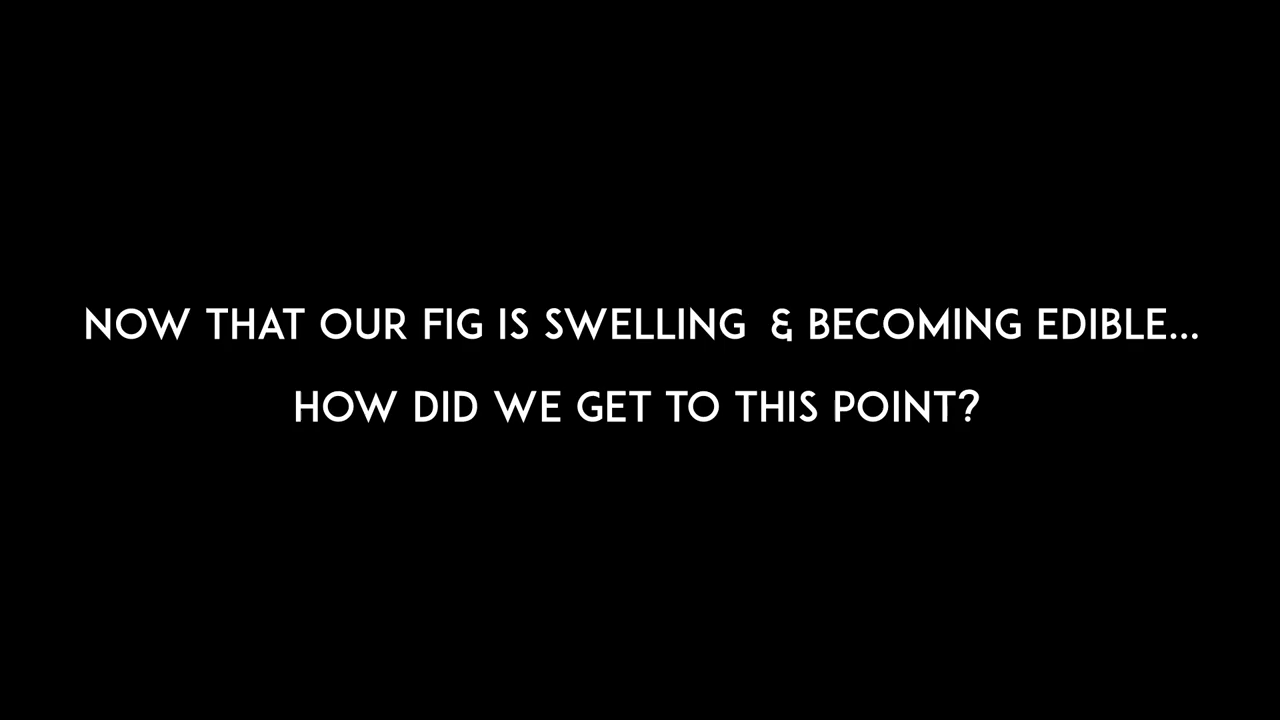 NOW THAT OUR FIG IS SWELLING & BECOMING EDIBLE...
HOW DID WE GET TO THIS POINT?